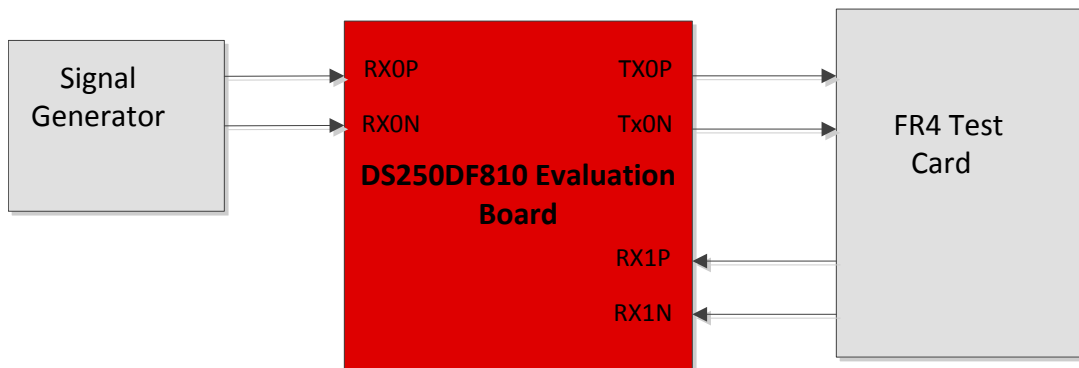 Signal
Generator
RX0P
RX0N
TX0P
Tx0N
DS250DF810 Evaluation
Board
RX1P
RX1N
FR4 Test
Card